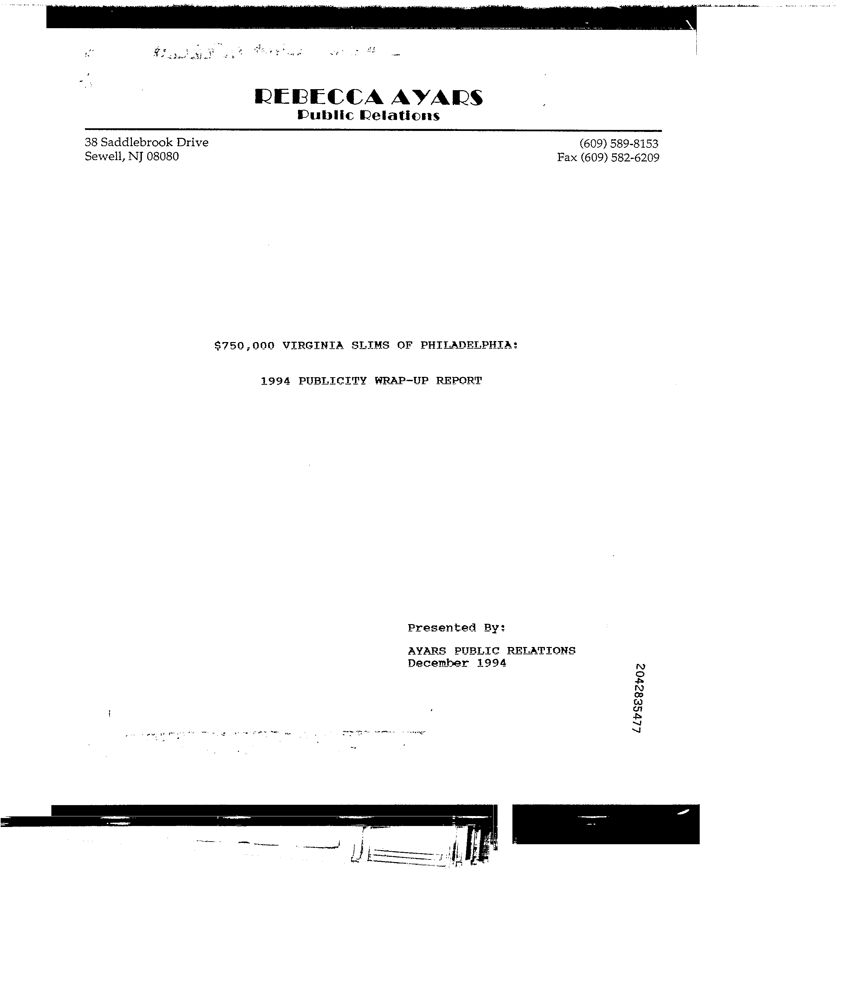 REBECCA AYARS
Public Relations
38 Saddlebrook Drive
(609) 589-8153
Sewell, NJ 08080
Fax (609) 582-6209
$750,000 VIRGINIA SLIMS OF PHILADELPHIA:
1994 PUBLICITY WRAP-UP REPORT
Presented By:
AYARS PUBLIC RELATIONS
December 1994
2042835477